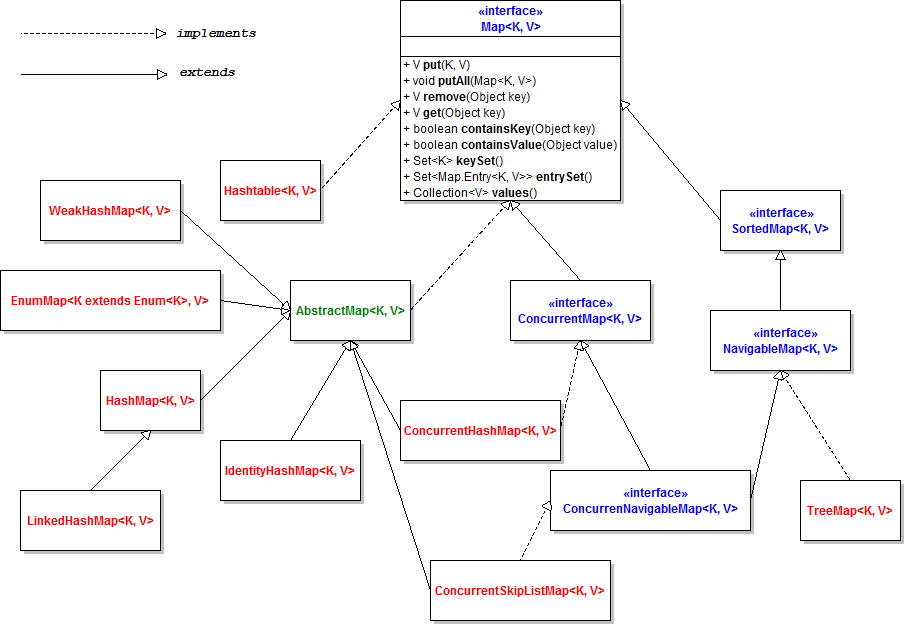 implements
extends
«interface»
Map<K, V>
+ V put(K, V)
+ void putAll(Map<K, V>)
+ V remove(Object key)
+ V get(Object key)
+ boolean containsKey(Object key)
+ boolean containsValue(Object value)
+ Set<K> keySet()
+ Set<Map.Entry<K, V>> entrySet()
+ Collection<V> values()
Hashtable<K, V>
WeakHashMap<K, V>
«interface»
SortedMap<K, V>
EnumMap<K extends Enum<K>, V>
AbstractMap<K, V>
«interface»
ConcurrentMap<K, V>
«interface»
NavigableMap<K, V>
HashMap<K, V>
ConcurrentHashMap<K, V>
IdentityHashMap<K, V>
«interface»
ConcurrenNavigableMap<K, V>
LinkedHashMap<K, V>
TreeMap<K, V>
ConcurrentSkipListMap<K, V>